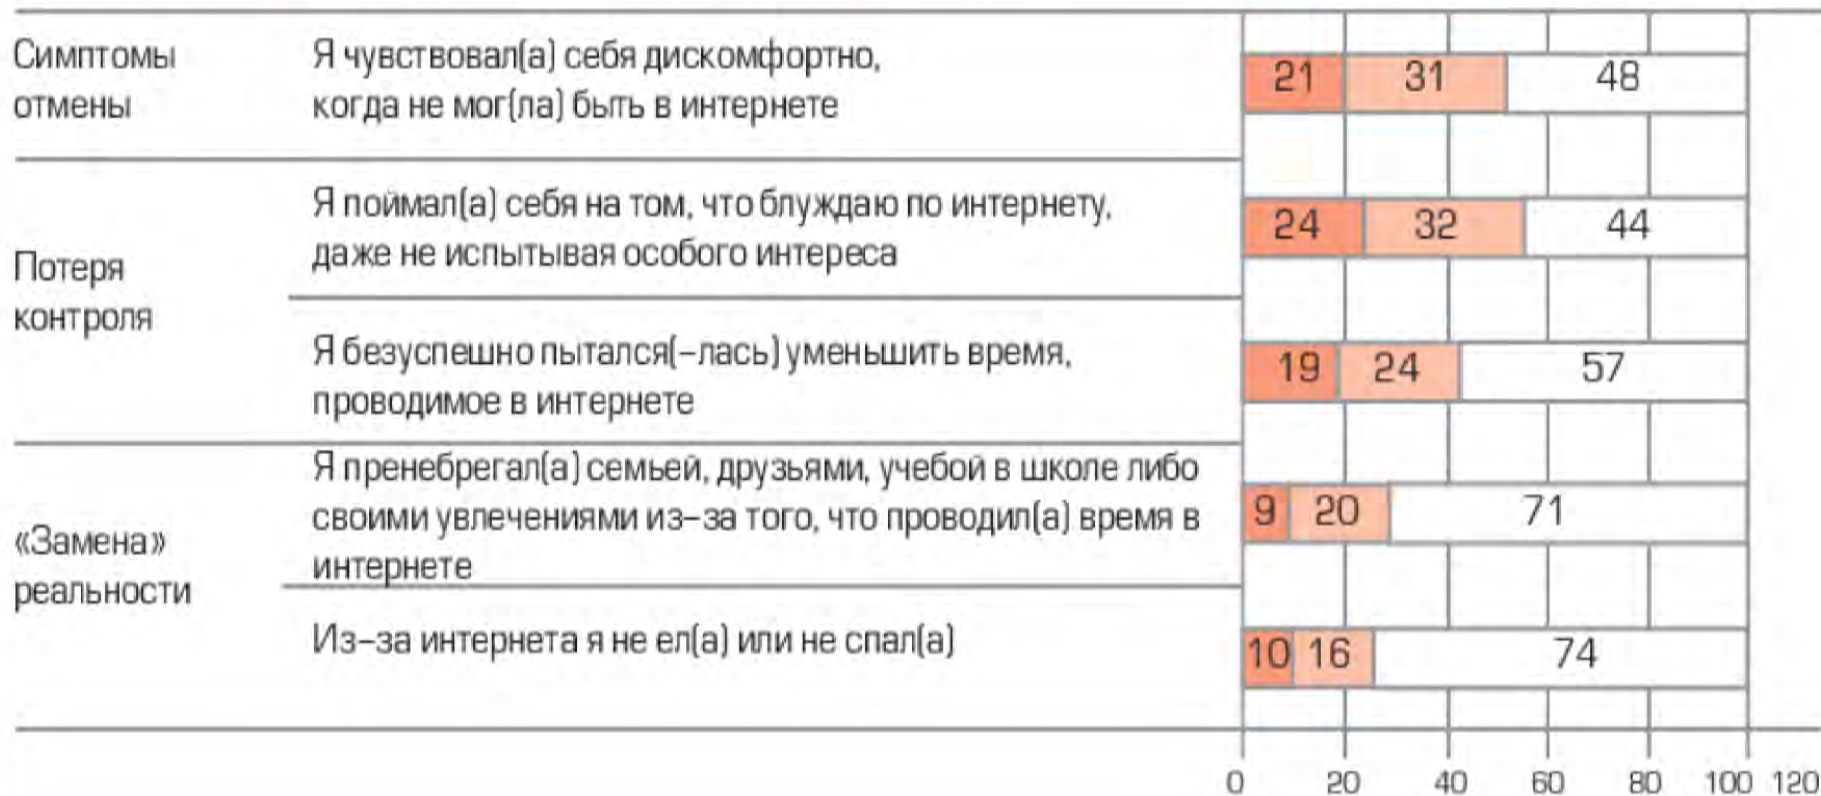 Симптомы
отмены
Я чувствовал(а) себя дискомфортно,
когда не мог(ла) быть в интернете
21 31 48
Потеря
контроля
Я поймал(а) себя на том, что блуждаю по интернету,
даже не испытывая особого интереса
24 32 44
Я безуспешно пытался(–лась) уменьшить время,
проводимое в интернете
19 24 57
«Замена»
реальности
Я пренебрегал(а) семьей, друзьями, учебой в школе либо
своими увлечениями из–за того, что проводил(а) время в
интернете
9 20 71
Из–за интернета я не ел(а) или не спал(а)
10 16 74
0 20 40 60 80 100 120